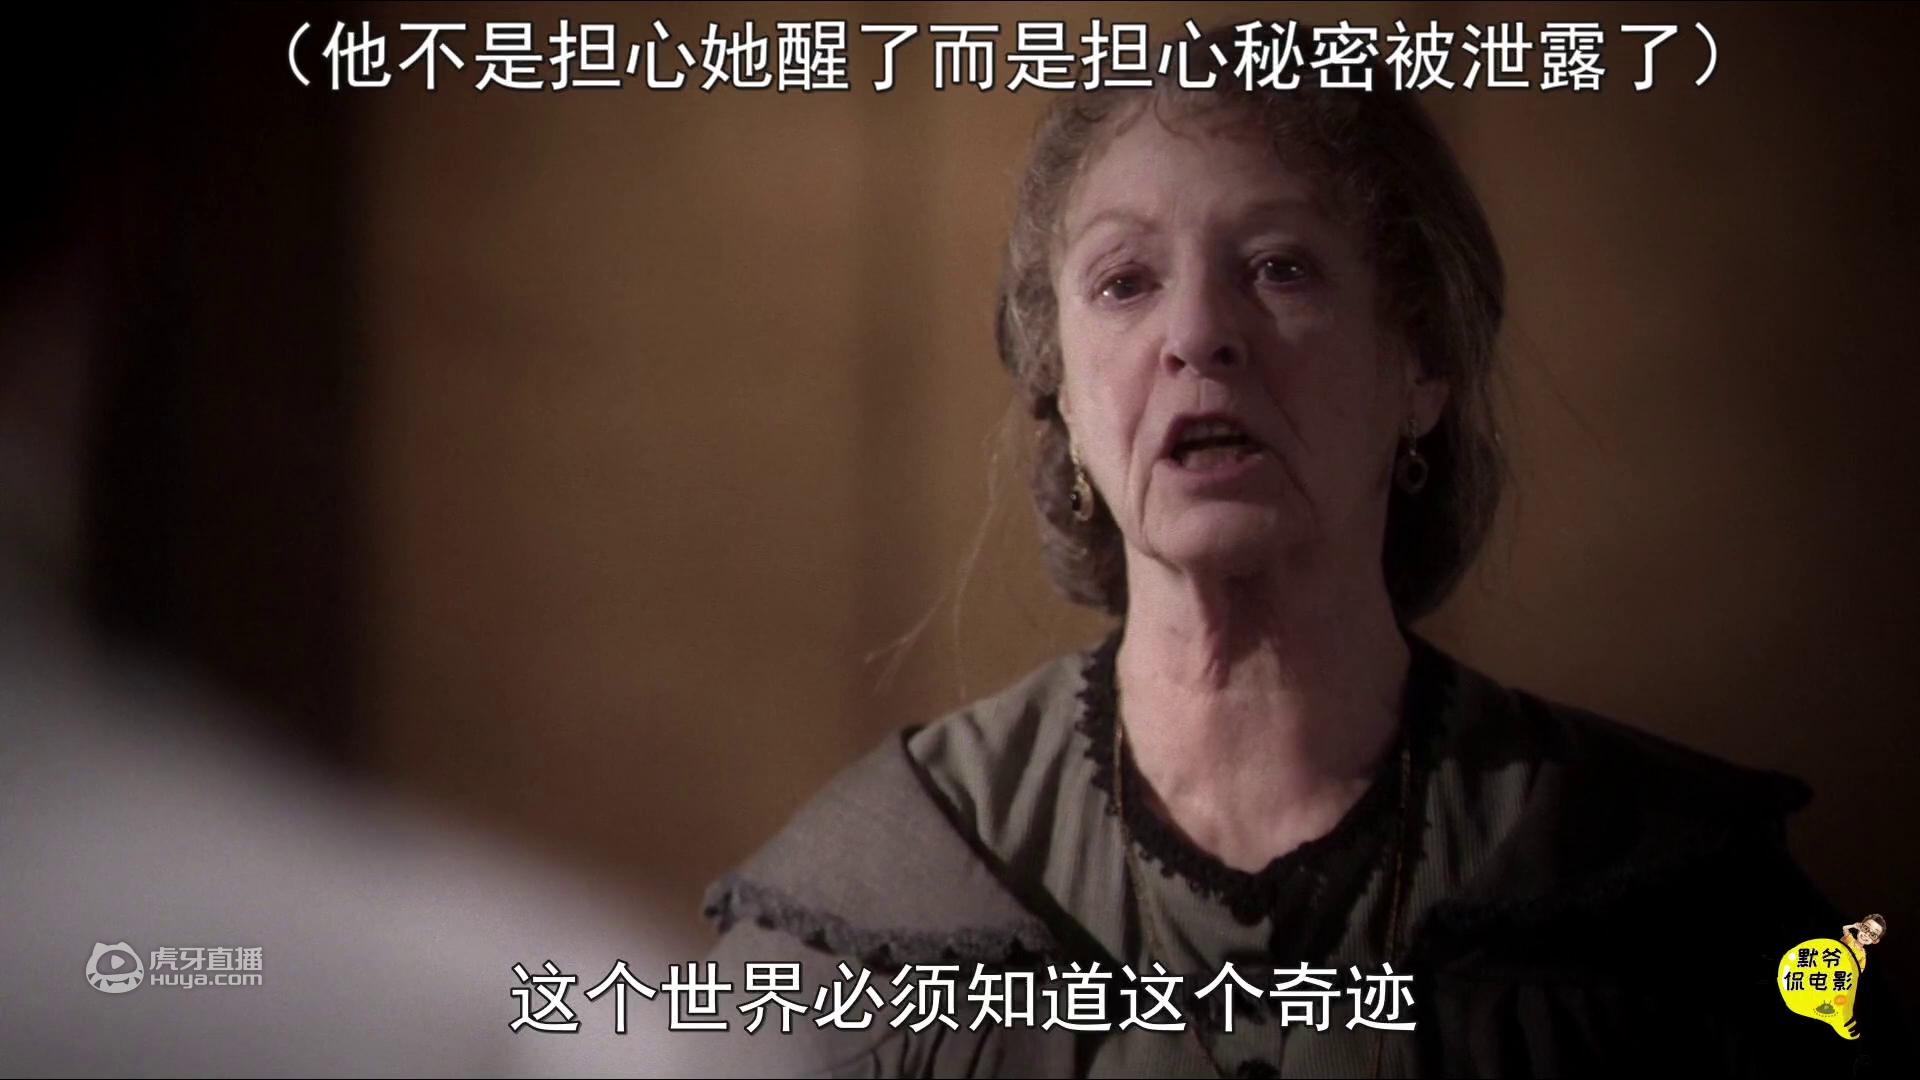 （他不是担心她醒了而是担心秘密被泄露了）
虎牙直播
Huya.com
这个世界必须知道这个奇迹
默爷
侃电影